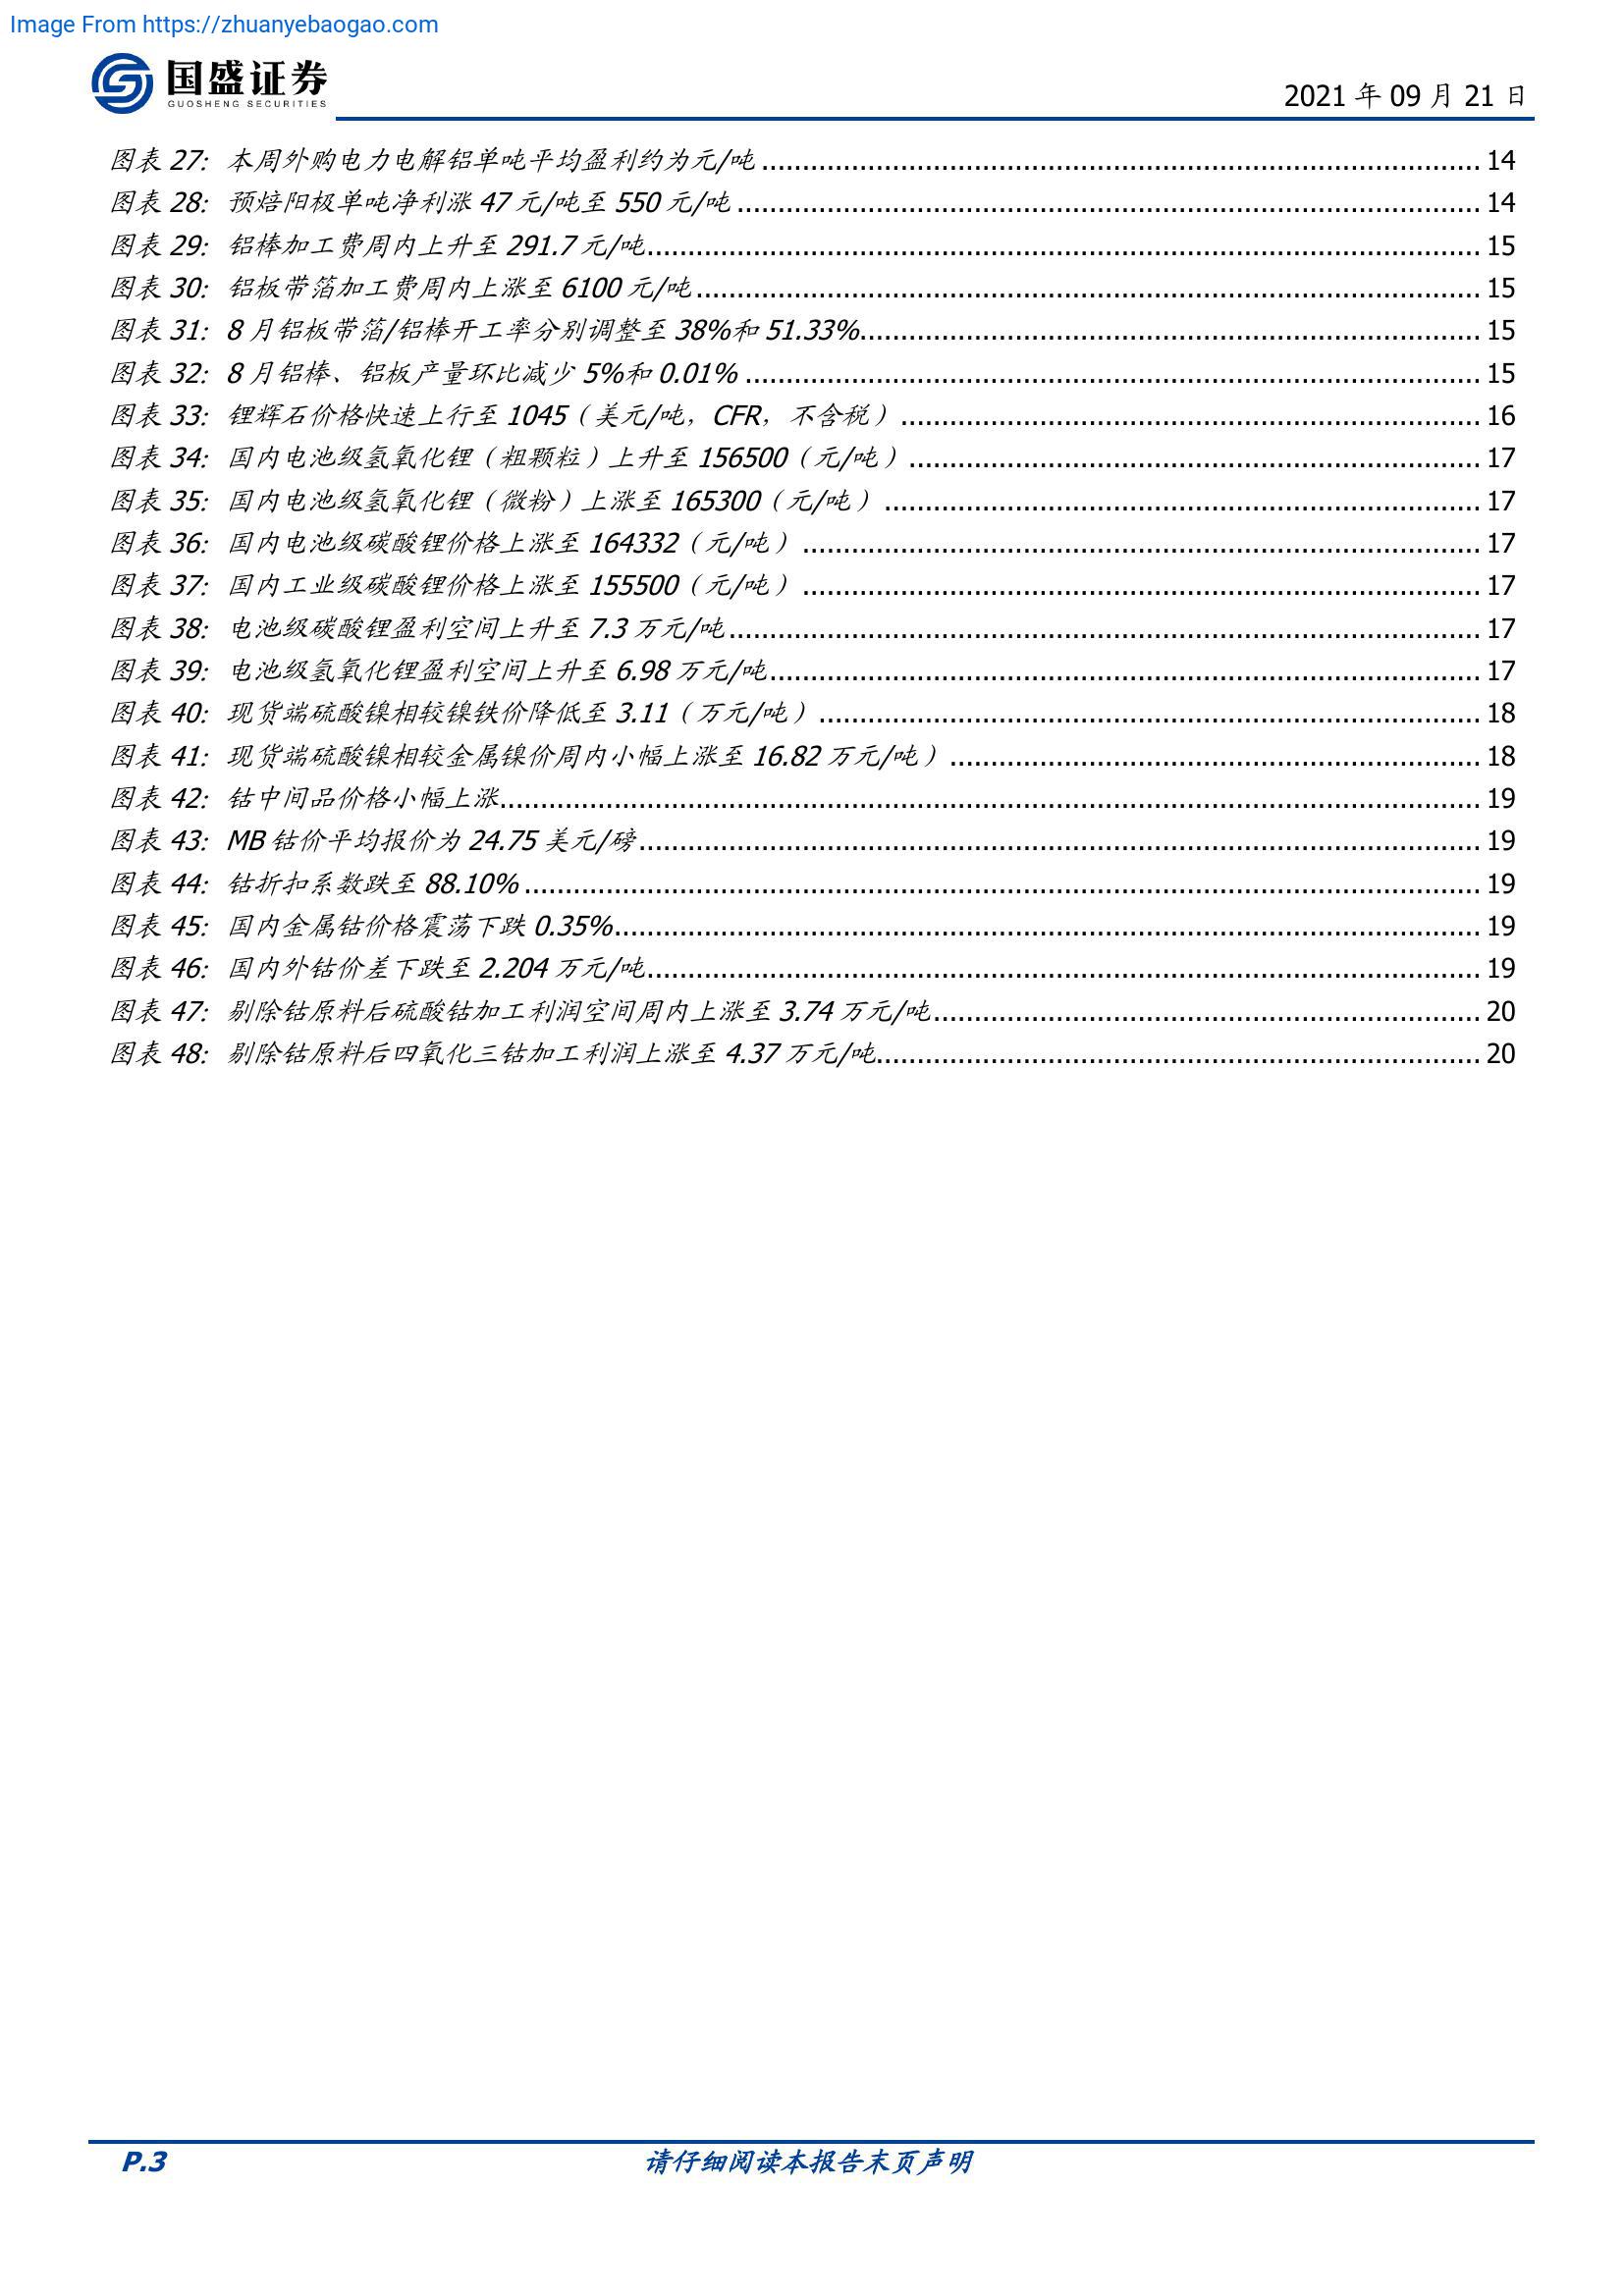 Image From https://zhuanyebaogao.com
国盛证券
GUOSHENG SECURITIES
2021 年 09 月 21 日
图表 27: 本周外购电力电解铝单吨平均盈利约为元/吨 14
图表 28: 预焙阳极单吨净利涨 47 元/吨至 550 元/吨 14
图表 29: 铝棒加工费周内上升至 291.7 元/吨 15
图表 30: 铝板带箔加工费周内上涨至 6100 元/吨 15
图表 31: 8 月铝板带箔/铝棒开工率分别调整至 38%和 51.33% 15
图表 32: 8 月铝棒、铝板产量环比减少 5%和 0.01% 15
图表 33: 锂辉石价格快速上行至 1045（美元/吨，CFR，不含税） 16
图表 34: 国内电池级氢氧化锂（粗颗粒）上升至 156500（元/吨） 17
图表 35: 国内电池级氢氧化锂（微粉）上涨至 165300（元/吨） 17
图表 36: 国内电池级碳酸锂价格上涨至 164332（元/吨） 17
图表 37: 国内工业级碳酸锂价格上涨至 155500（元/吨） 17
图表 38: 电池级碳酸锂盈利空间上升至 7.3 万元/吨 17
图表 39: 电池级氢氧化锂盈利空间上升至 6.98 万元/吨 17
图表 40: 现货端硫酸镍相较镍铁价降低至 3.11（万元/吨） 18
图表 41: 现货端硫酸镍相较金属镍价周内小幅上涨至 16.82 万元/吨） 18
图表 42: 钴中间品价格小幅上涨 19
图表 43: MB 钴价平均报价为 24.75 美元/磅 19
图表 44: 钴折扣系数跌至 88.10% 19
图表 45: 国内金属钴价格震荡下跌 0.35% 19
图表 46: 国内外钴价差下跌至 2.204 万元/吨 19
图表 47: 剔除钴原料后硫酸钴加工利润空间周内上涨至 3.74 万元/吨 20
图表 48: 剔除钴原料后四氧化三钴加工利润上涨至 4.37 万元/吨 20
P.3
请仔细阅读本报告末页声明